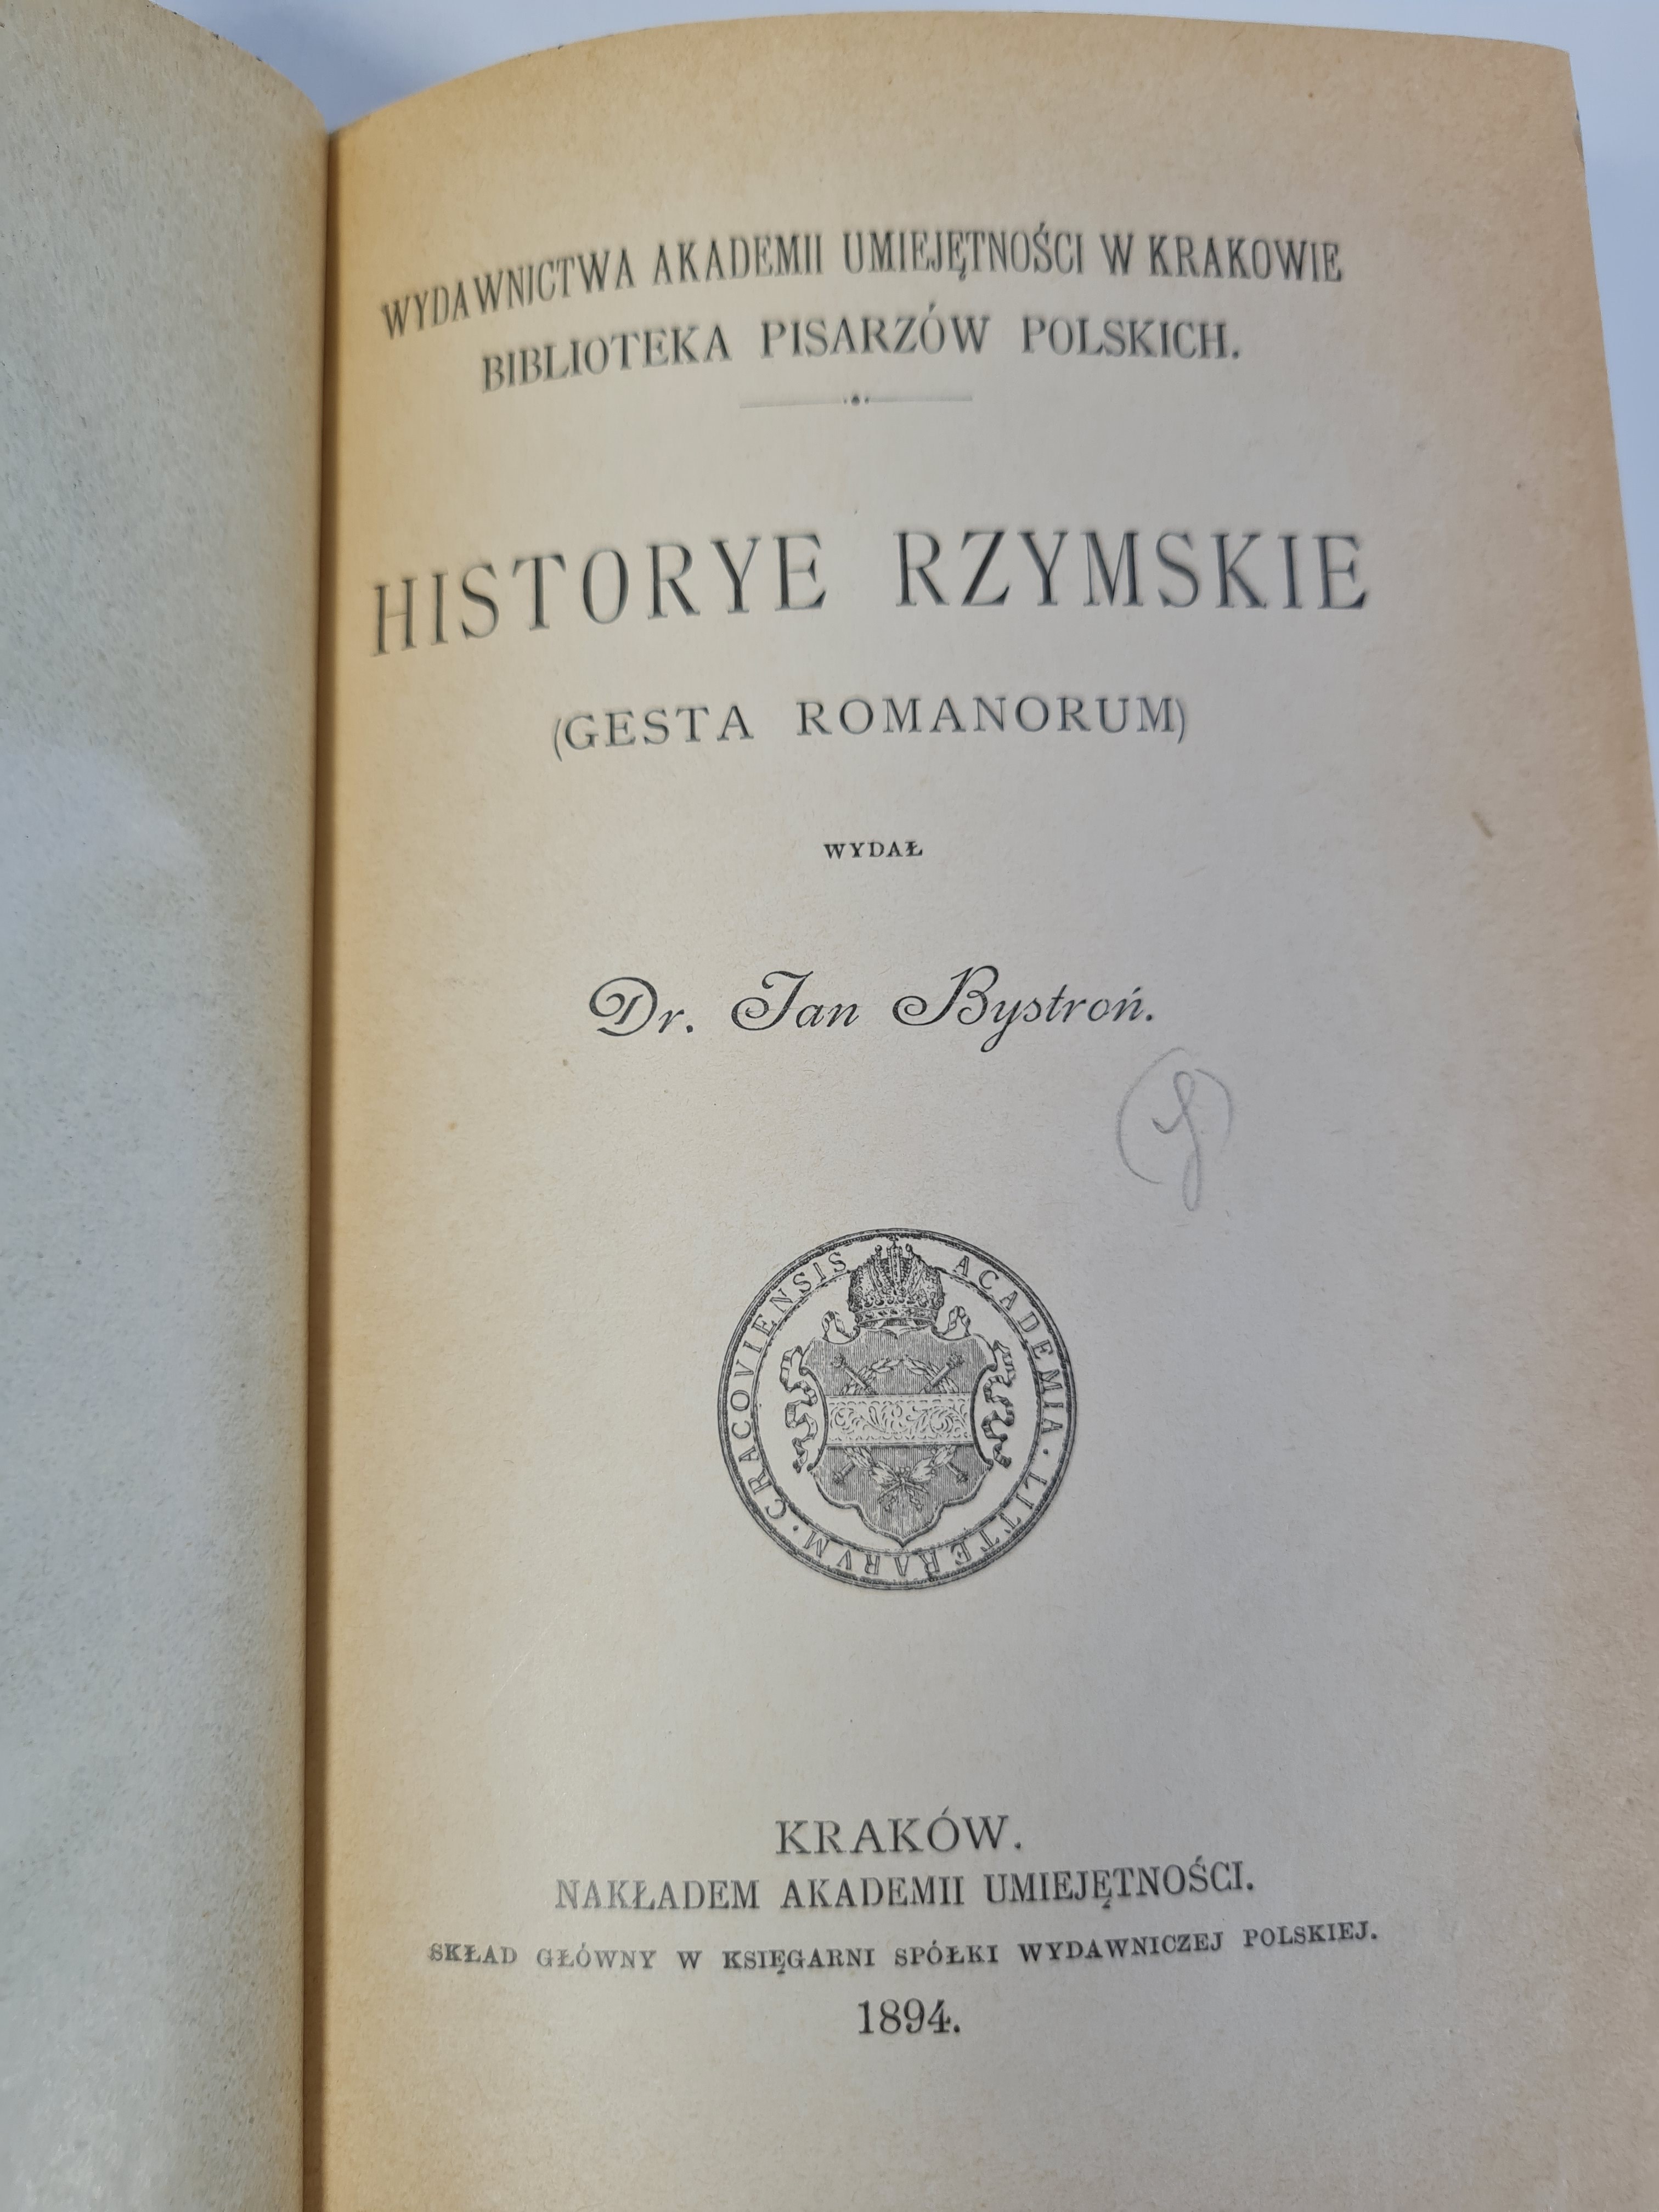 WYDAWNICTWA AKADEMII UMIEJĘTNOŚCI W KRAKOWIE
BIBLIOTEKA PISARZÓW POLSKICH.
HISTORYE RZYMSKIE
(GESTA ROMANORUM)
WYDAŁ
Dr. Jan Bystroń.
ACADEMIA · LITTERARVM · CRACOVIENSIS
KRAKÓW.
NAKŁADEM AKADEMII UMIEJĘTNOŚCI.
SKŁAD GŁÓWNY W KSIĘGARNI SPÓŁKI WYDAWNICZEJ POLSKIEJ.
1894.